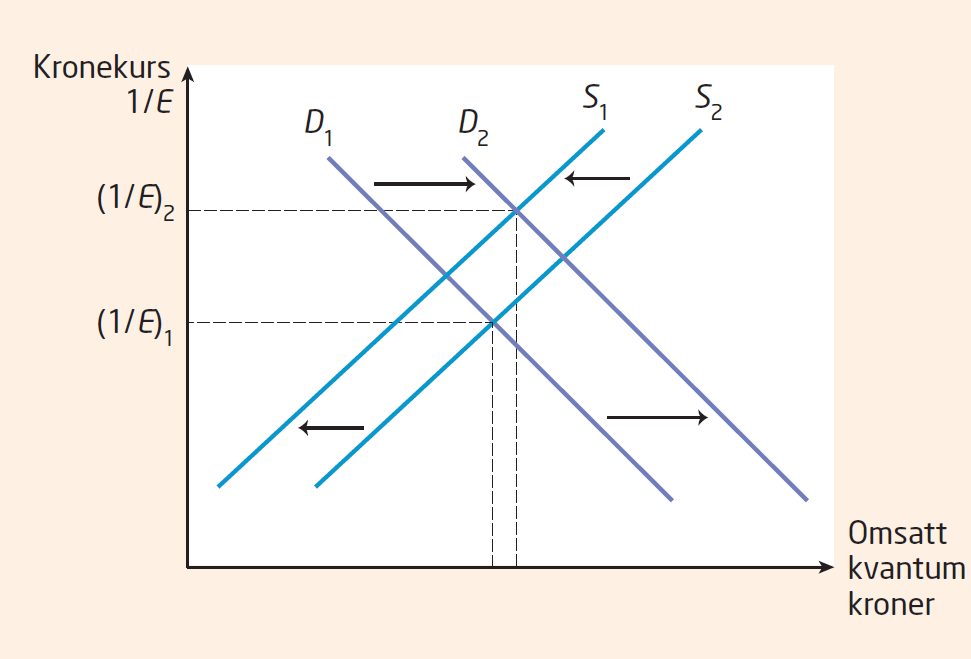 Kronekurs
1/E
D₁
D₂
S₁
S₂
(1/E)₂
(1/E)₁
Omsatt
kvantum
kroner